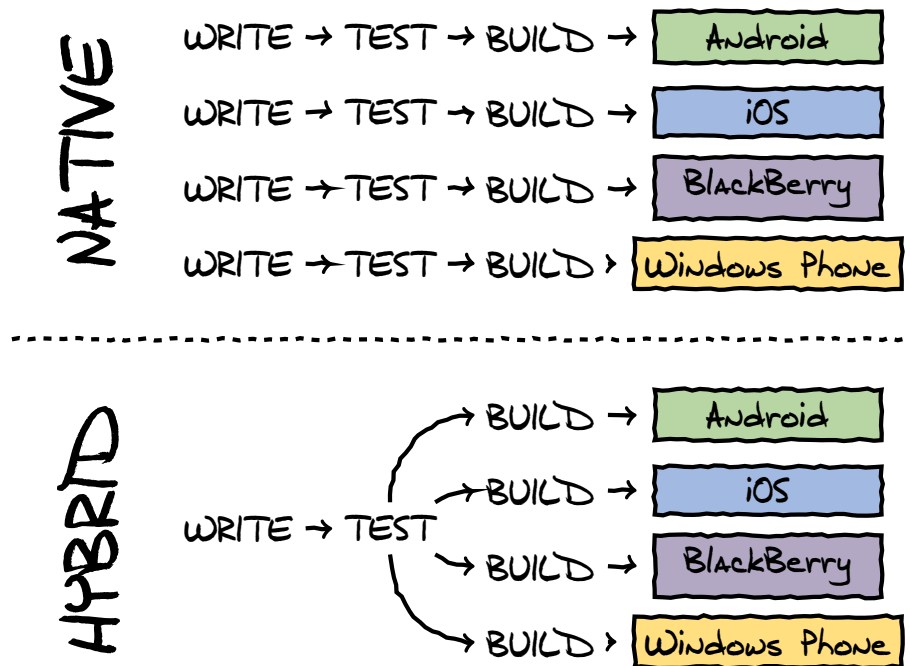 NATIVE
WRITE → TEST → BUILD → Android
WRITE → TEST → BUILD → iOS
WRITE → TEST → BUILD → BlackBerry
WRITE → TEST → BUILD → Windows Phone
HYBRID
WRITE → TEST
BUILD → Android
BUILD → iOS
BUILD → BlackBerry
BUILD → Windows Phone